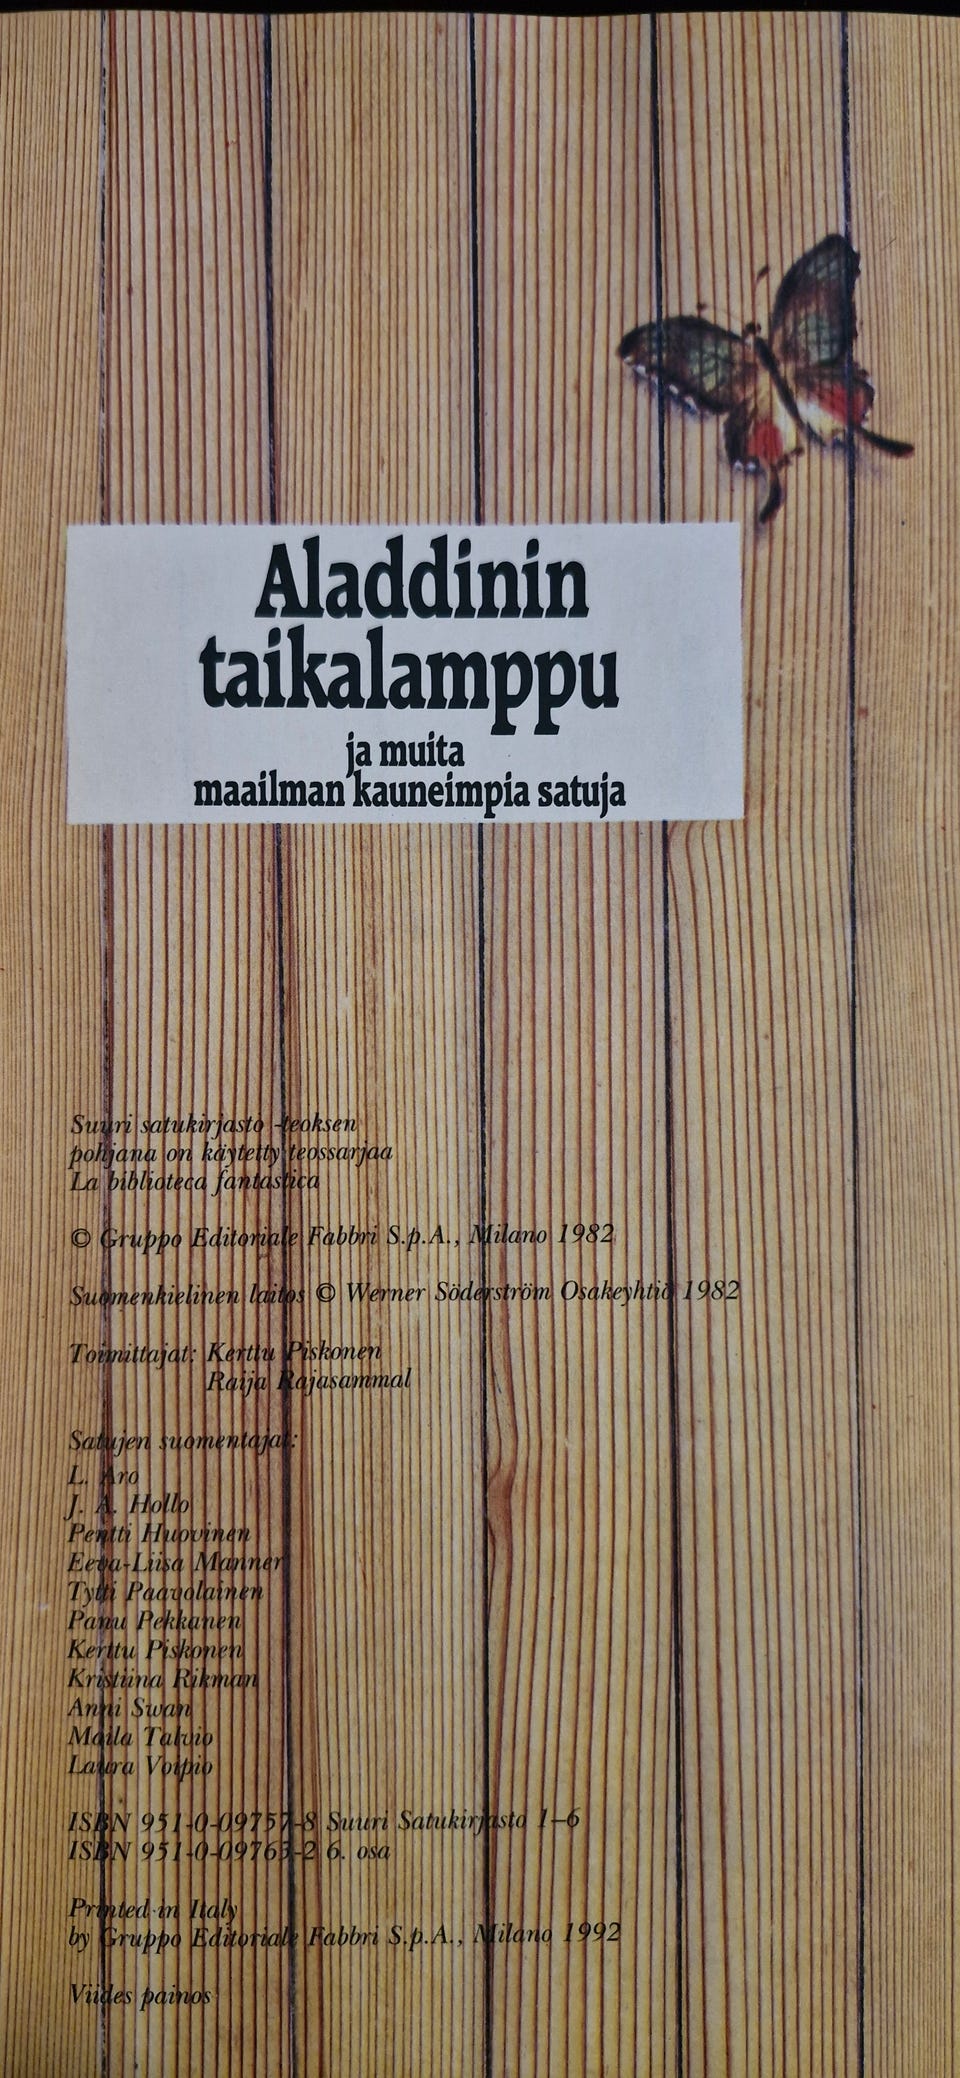 Aladdinin
taikalamppu
ja muita
maailman kauneimpia satuja
Suuri satukirjasto -teoksen
pohjana on käytetty teossarjaa
La biblioteca fantastica
© Gruppo Editoriale Fabbri S.p.A., Milano 1982
Suomenkielinen laitos © Werner Söderström Osakeyhtiö 1982
Toimittajat: Kerttu Piskonen
Raija Rajasammal
Satujen suomentajat:
L. Aro
J. A. Hollo
Pentti Huovinen
Eeva-Liisa Manner
Tytti Paavolainen
Panu Pekkanen
Kerttu Piskonen
Kristiina Rikman
Anni Swan
Maila Talvio
Laura Voipio
ISBN 951-0-09757-8 Suuri Satukirjasto 1–6
ISBN 951-0-09763-2 6. osa
Printed in Italy
by Gruppo Editoriale Fabbri S.p.A., Milano 1992
Viides painos